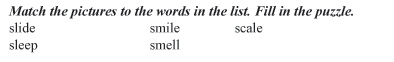 Match the pictures to the words in the list. Fill in the puzzle.
slide smile scale
sleep smell